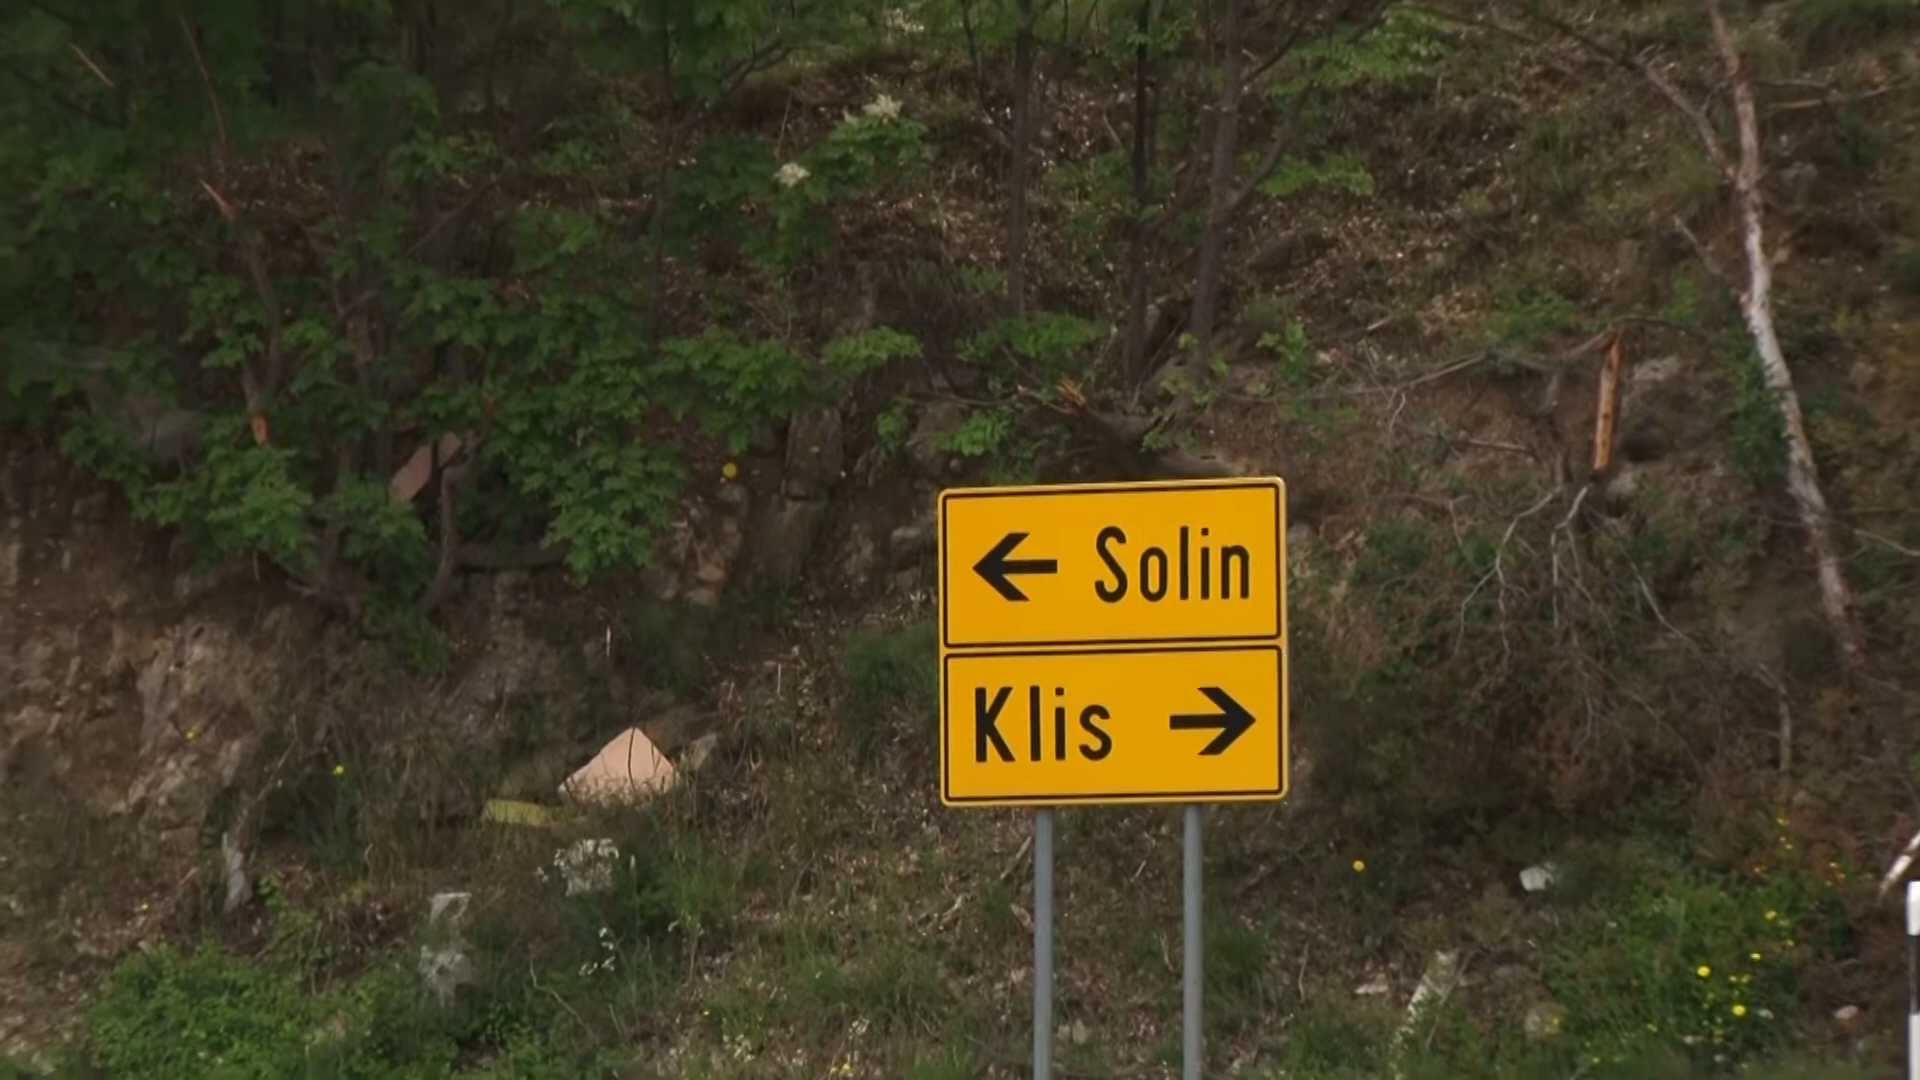 ← Solin
Klis →